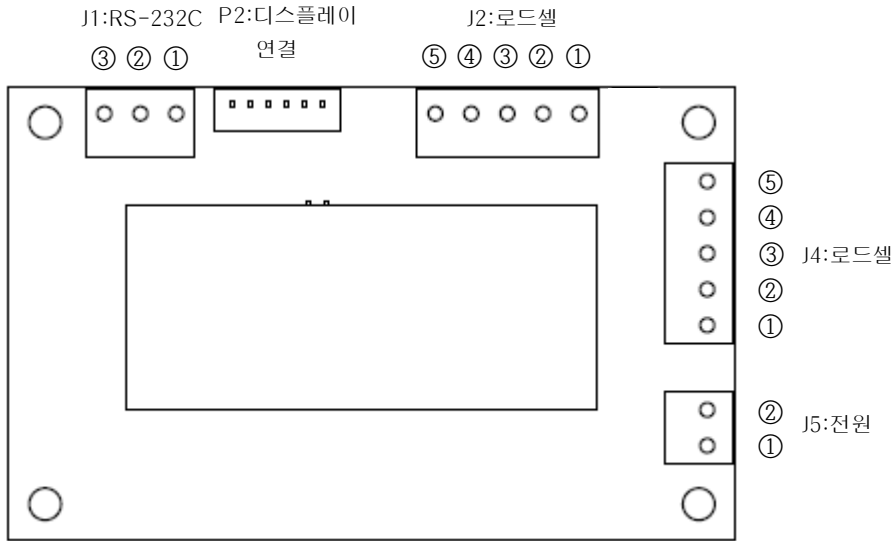 J1:RS-232C P2:디스플레이 J2:로드셀
연결
③ ② ① ⑤ ④ ③ ② ①
⑤
④
③ J4:로드셀
②
①
② J5:전원
①